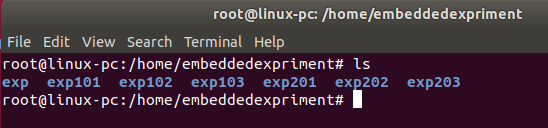 root@linux-pc: /home/embeddedexpriment
File Edit View Search Terminal Help
root@linux-pc:/home/embeddedexpriment# ls
exp exp101 exp102 exp103 exp201 exp202 exp203
root@linux-pc:/home/embeddedexpriment#